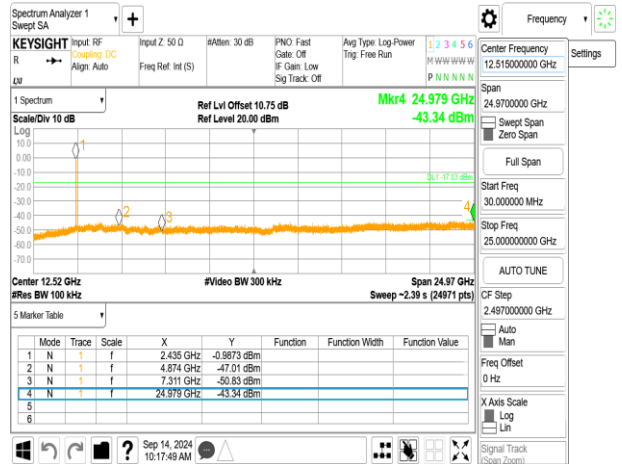 Spectrum Analyzer 1
Swept SA
+
Frequency
KEYSIGHT Input: RF Input Z: 50 Ω #Atten: 30 dB PNO: Fast Avg Type: Log-Power 1 2 3 4 5 6
R Coupling: DC Gate: Off Trig: Free Run M W W W W W
Align: Auto Freq Ref: Int (S) IF Gain: Low
Sig Track: Off P N N N N N
LXI
1 Spectrum
Ref Lvl Offset 10.75 dB Mkr4 24.979 GHz
Scale/Div 10 dB Ref Level 20.00 dBm -43.34 dBm
Log
10.0
0.00
-10.0
-20.0
-30.0
-40.0
-50.0
-60.0
-70.0
1
2
3
4
DL1 -17.53 dBm
Center 12.52 GHz #Video BW 300 kHz Span 24.97 GHz
#Res BW 100 kHz Sweep ~2.39 s (24971 pts)
5 Marker Table
Mode Trace Scale X Y Function Function Width Function Value
1 N 1 f 2.435 GHz -0.9873 dBm
2 N 1 f 4.874 GHz -47.01 dBm
3 N 1 f 7.311 GHz -50.83 dBm
4 N 1 f 24.979 GHz -43.34 dBm
5
6
Sep 14, 2024
10:17:49 AM
?
Center Frequency
12.515000000 GHz
Settings
Span
24.9700000 GHz
Swept Span
Zero Span
Full Span
Start Freq
30.000000 MHz
Stop Freq
25.000000000 GHz
AUTO TUNE
CF Step
2.497000000 GHz
Auto
Man
Freq Offset
0 Hz
X Axis Scale
Log
Lin
Signal Track
(Span Zoom)